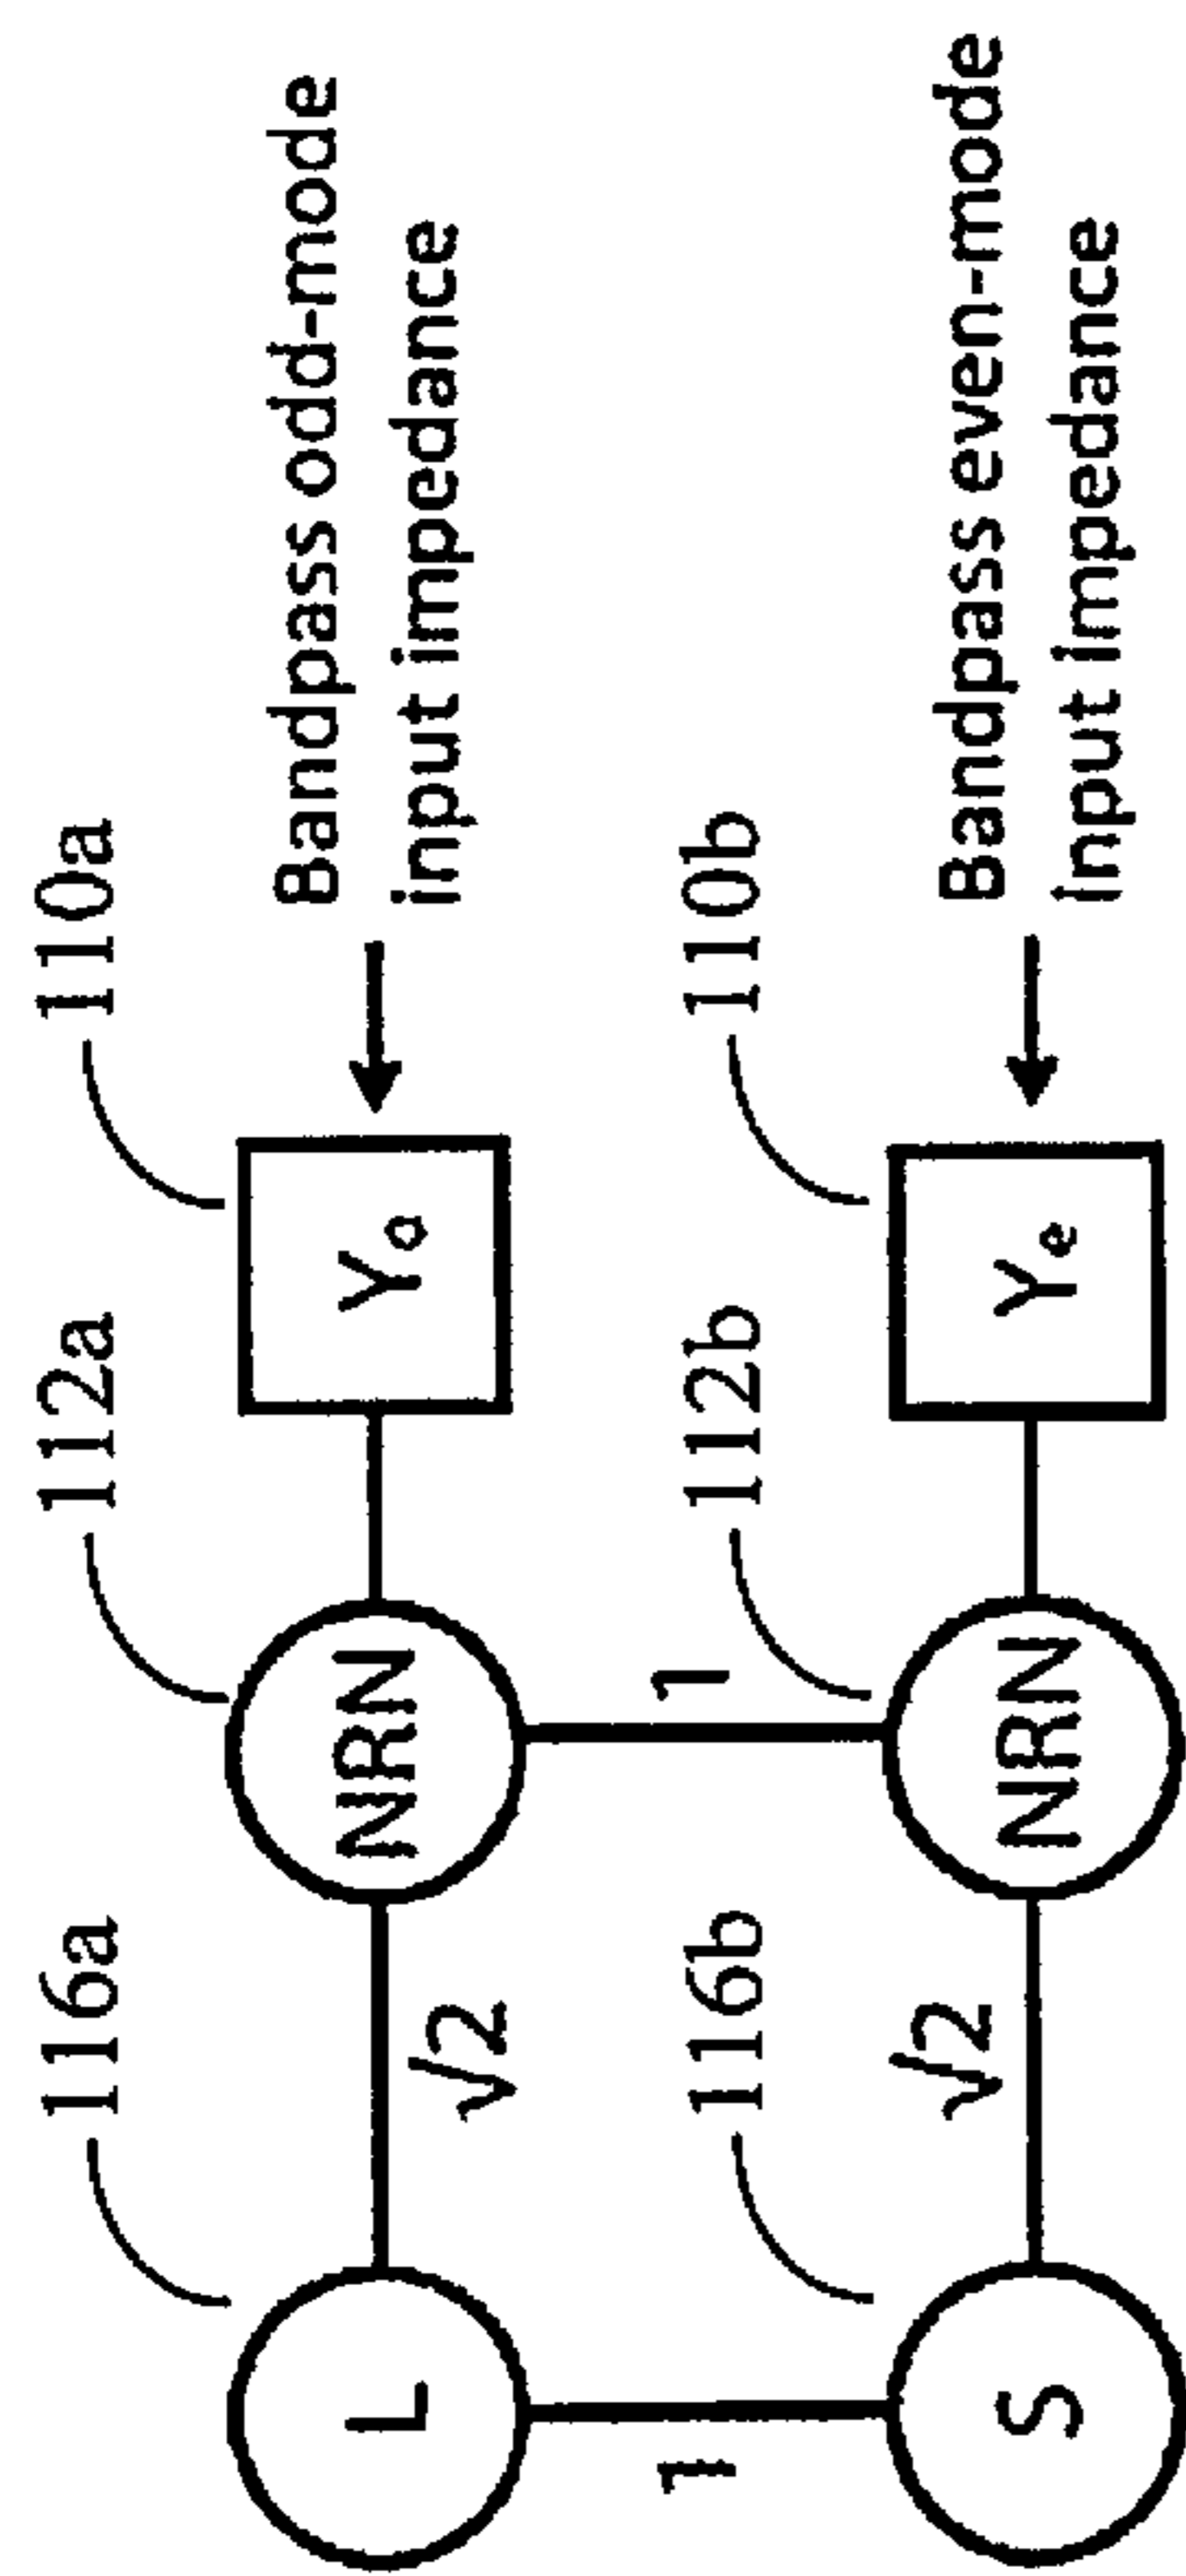 116a 112a 110a
Bandpass odd-mode
input impedance
L NRN Yₒ
√2
1 1
116b 112b 110b
√2
Bandpass even-mode
input impedance
S NRN Yₑ